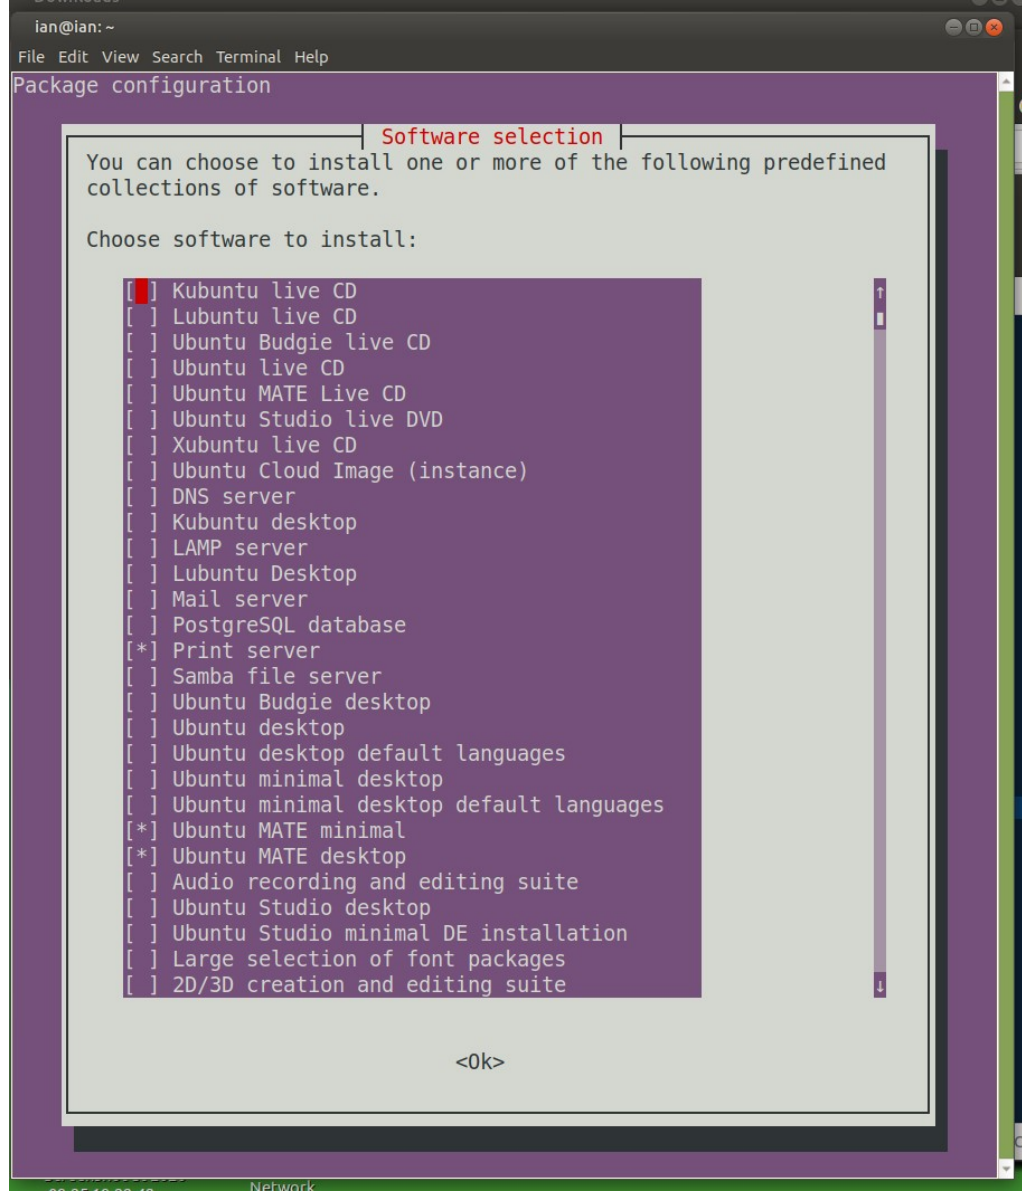 ian@ian: ~
File Edit View Search Terminal Help
Package configuration
Software selection
You can choose to install one or more of the following predefined
collections of software.
Choose software to install:
[ ] Kubuntu live CD
[ ] Lubuntu live CD
[ ] Ubuntu Budgie live CD
[ ] Ubuntu live CD
[ ] Ubuntu MATE Live CD
[ ] Ubuntu Studio live DVD
[ ] Xubuntu live CD
[ ] Ubuntu Cloud Image (instance)
[ ] DNS server
[ ] Kubuntu desktop
[ ] LAMP server
[ ] Lubuntu Desktop
[ ] Mail server
[ ] PostgreSQL database
[*] Print server
[ ] Samba file server
[ ] Ubuntu Budgie desktop
[ ] Ubuntu desktop
[ ] Ubuntu desktop default languages
[ ] Ubuntu minimal desktop
[ ] Ubuntu minimal desktop default languages
[*] Ubuntu MATE minimal
[*] Ubuntu MATE desktop
[ ] Audio recording and editing suite
[ ] Ubuntu Studio desktop
[ ] Ubuntu Studio minimal DE installation
[ ] Large selection of font packages
[ ] 2D/3D creation and editing suite
<Ok>
Network